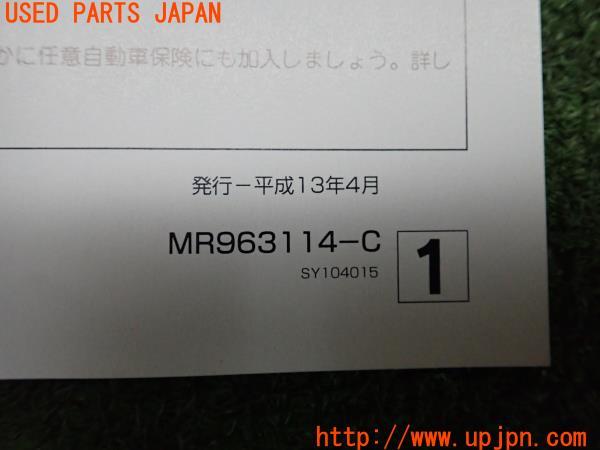 USED PARTS JAPAN
かに任意自動車保険にも加入しましょう。詳し
発行－平成13年4月
MR963114－C
1
SY104015
http://www.upjpn.com